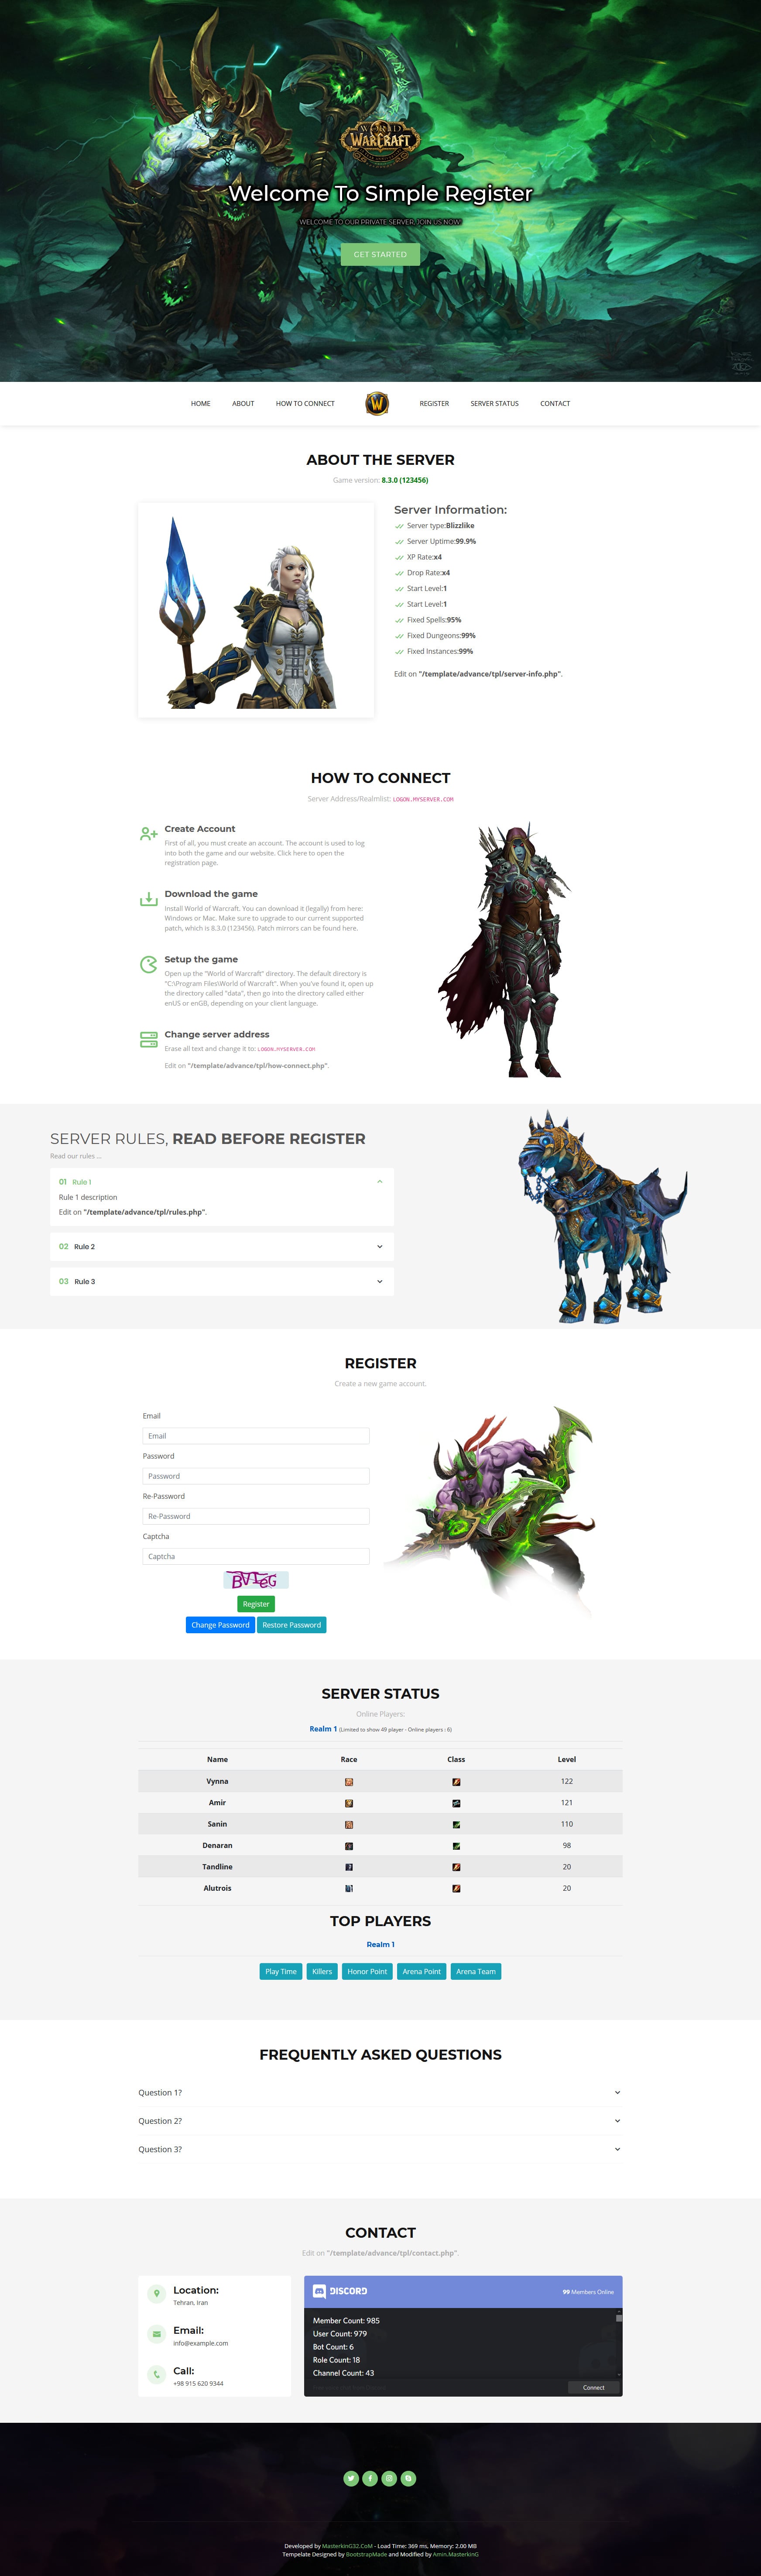 WORLD
WARCRAFT
Welcome To Simple Register
WELCOME TO OUR PRIVATE SERVER, JOIN US NOW!
GET STARTED
HOME
ABOUT
HOW TO CONNECT
W
REGISTER
SERVER STATUS
CONTACT
ABOUT THE SERVER
Game version: 8.3.0 (123456)
Server Information:
Server type:Blizzlike
Server Uptime:99.9%
XP Rate:x4
Drop Rate:x4
Start Level:1
Start Level:1
Fixed Spells:95%
Fixed Dungeons:99%
Fixed Instances:99%
Edit on "/template/advance/tpl/server-info.php".
HOW TO CONNECT
Server Address/Realmlist: LOGON.MYSERVER.COM
Create Account
First of all, you must create an account. The account is used to log
into both the game and our website. Click here to open the
registration page.
Download the game
Install World of Warcraft. You can download it (legally) from here:
Windows or Mac. Make sure to upgrade to our current supported
patch, which is 8.3.0 (123456). Patch mirrors can be found here.
Setup the game
Open up the "World of Warcraft" directory. The default directory is
"C:\Program Files\World of Warcraft". When you've found it, open up
the directory called "data", then go into the directory called either
enUS or enGB, depending on your client language.
Change server address
Erase all text and change it to: LOGON.MYSERVER.COM
Edit on "/template/advance/tpl/how-connect.php".
SERVER RULES, READ BEFORE REGISTER
Read our rules ...
01 Rule 1
Rule 1 description
Edit on "/template/advance/tpl/rules.php".
02 Rule 2
03 Rule 3
REGISTER
Create a new game account.
Email
Email
Password
Password
Re-Password
Re-Password
Captcha
Captcha
Register
Change Password
Restore Password
SERVER STATUS
Online Players:
Realm 1 (Limited to show 49 player - Online players : 6)
Name Race Class Level
Vynna 122
Amir 121
Sanin 110
Denaran 98
Tandline 20
Alutrois 20
TOP PLAYERS
Realm 1
Play Time
Killers
Honor Point
Arena Point
Arena Team
FREQUENTLY ASKED QUESTIONS
Question 1?
Question 2?
Question 3?
CONTACT
Edit on "/template/advance/tpl/contact.php".
Location:
Tehran, Iran
Email:
info@example.com
Call:
+98 915 620 9344
DISCORD
99 Members Online
Member Count: 985
User Count: 979
Bot Count: 6
Role Count: 18
Channel Count: 43
Connect
Developed by MasterkinG32.CoM - Load Time: 369 ms, Memory: 2.00 MB
Tempelate Designed by BootstrapMade and Modified by Amin.MasterkinG